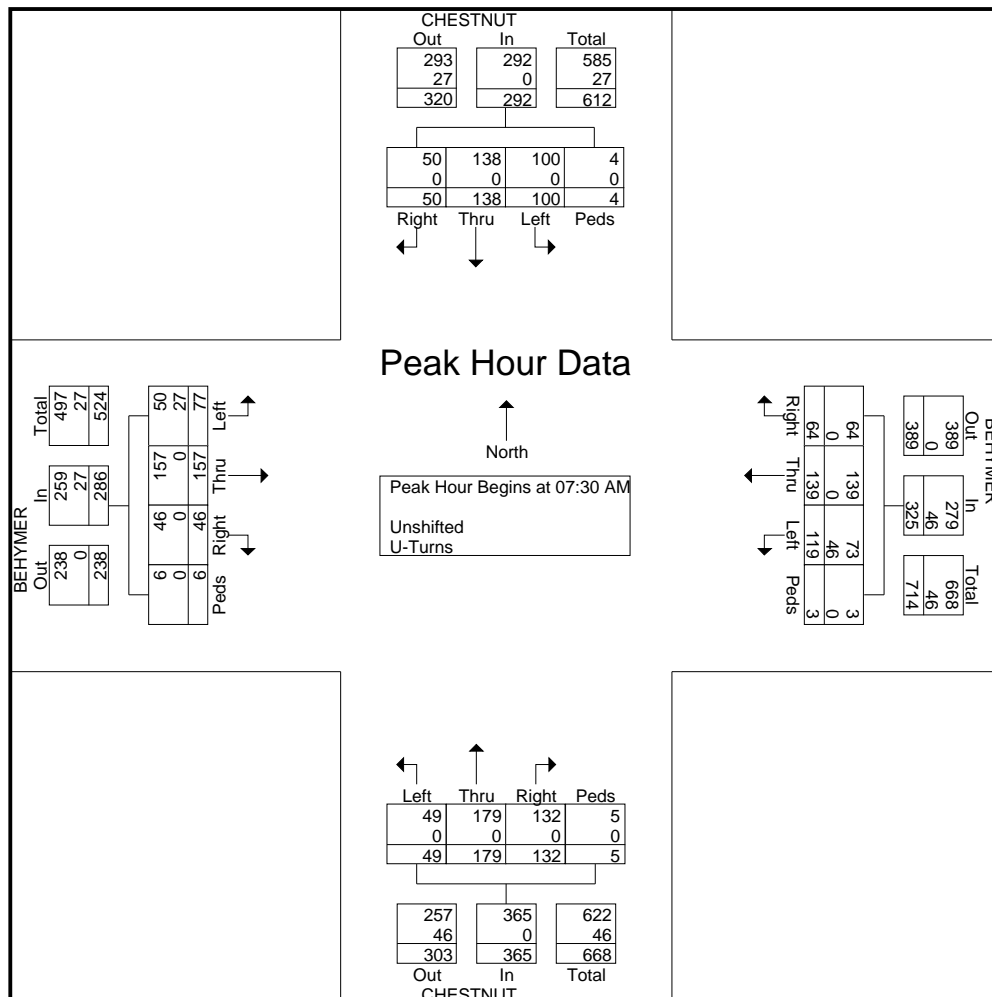 CHESTNUT
Out In Total
293 292 585
27 0 27
320 292 612
50 138 100 4
0 0 0 0
50 138 100 4
Right Thru Left Peds
Peak Hour Data
North
Peak Hour Begins at 07:30 AM
Unshifted
U-Turns
BEHYMER
Out In Total
238 259 497
0 27 27
238 286 524
6 46 157 50
0 0 0 27
6 46 157 77
Peds Right Thru Left
BEHYMER
Out In Total
389 279 668
0 46 46
389 325 714
64 139 73 3
0 0 46 0
64 139 119 3
Right Thru Left Peds
Left Thru Right Peds
49 179 132 5
0 0 0 0
49 179 132 5
257 365 622
46 0 46
303 365 668
Out In Total
CHESTNUT